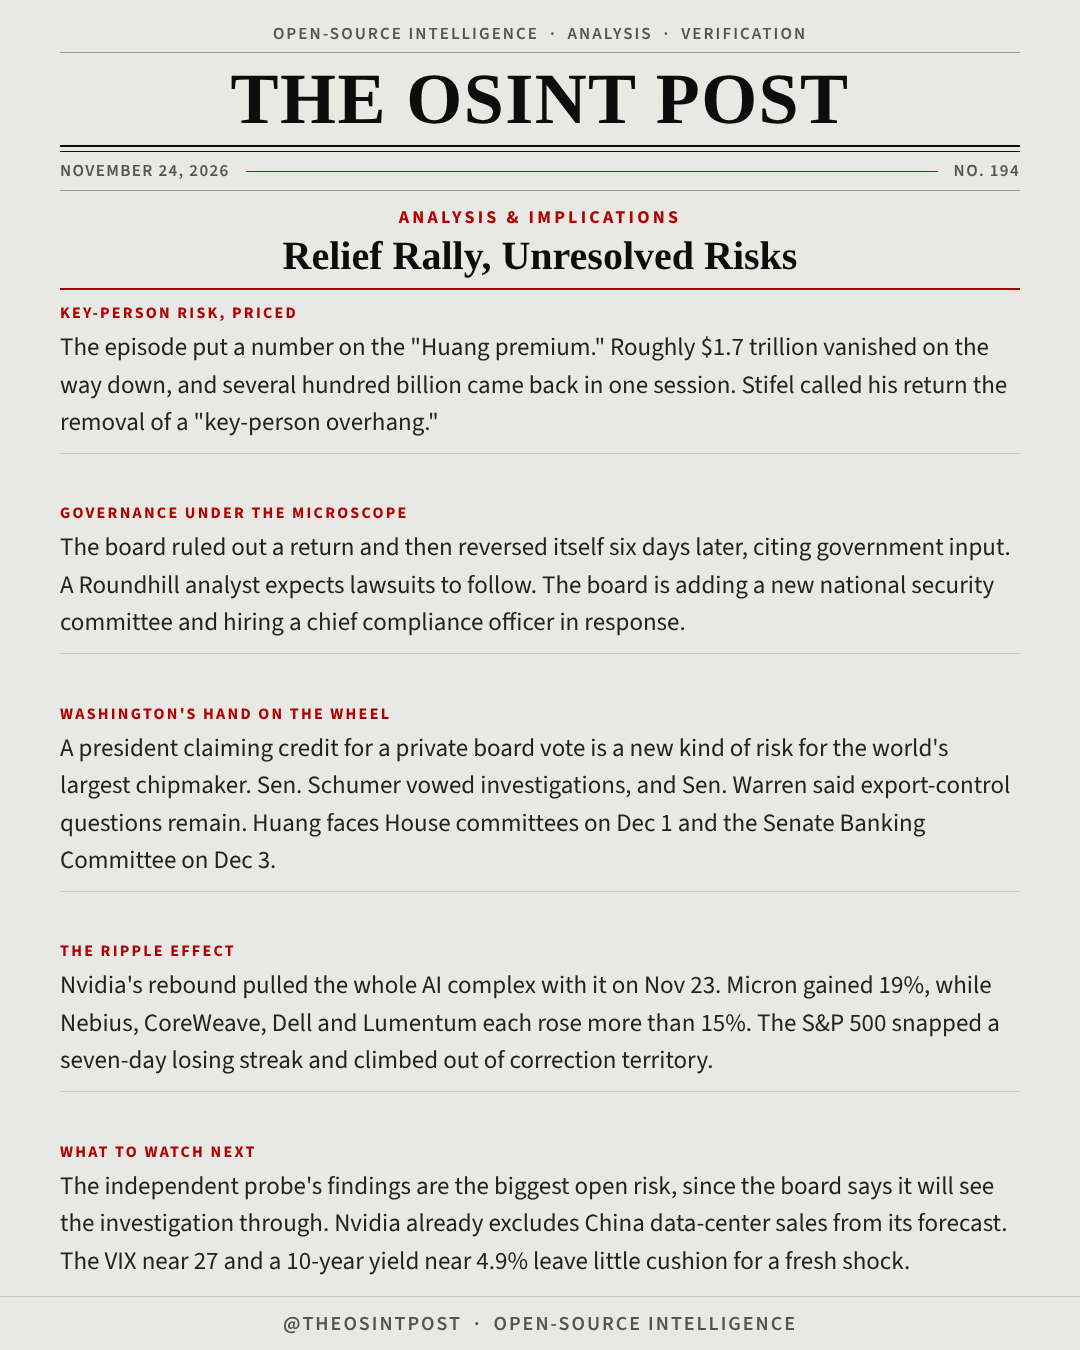 OPEN-SOURCE INTELLIGENCE · ANALYSIS · VERIFICATION
THE OSINT POST
NOVEMBER 24, 2026 NO. 194
ANALYSIS & IMPLICATIONS
Relief Rally, Unresolved Risks
KEY-PERSON RISK, PRICED
The episode put a number on the "Huang premium." Roughly $1.7 trillion vanished on the
way down, and several hundred billion came back in one session. Stifel called his return the
removal of a "key-person overhang."
GOVERNANCE UNDER THE MICROSCOPE
The board ruled out a return and then reversed itself six days later, citing government input.
A Roundhill analyst expects lawsuits to follow. The board is adding a new national security
committee and hiring a chief compliance officer in response.
WASHINGTON'S HAND ON THE WHEEL
A president claiming credit for a private board vote is a new kind of risk for the world's
largest chipmaker. Sen. Schumer vowed investigations, and Sen. Warren said export-control
questions remain. Huang faces House committees on Dec 1 and the Senate Banking
Committee on Dec 3.
THE RIPPLE EFFECT
Nvidia's rebound pulled the whole AI complex with it on Nov 23. Micron gained 19%, while
Nebius, CoreWeave, Dell and Lumentum each rose more than 15%. The S&P 500 snapped a
seven-day losing streak and climbed out of correction territory.
WHAT TO WATCH NEXT
The independent probe's findings are the biggest open risk, since the board says it will see
the investigation through. Nvidia already excludes China data-center sales from its forecast.
The VIX near 27 and a 10-year yield near 4.9% leave little cushion for a fresh shock.
@THEOSINTPOST · OPEN-SOURCE INTELLIGENCE